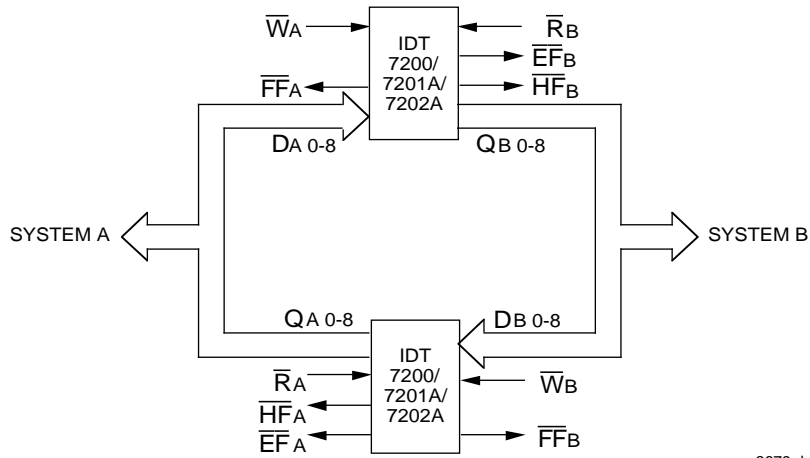 W̅A
R̅B
IDT
7200/
7201A/
7202A
E̅F̅B
F̅F̅A
H̅F̅B
DA 0-8
QB 0-8
SYSTEM A
SYSTEM B
QA 0-8
DB 0-8
IDT
7200/
7201A/
7202A
R̅A
W̅B
H̅F̅A
E̅F̅A
F̅F̅B